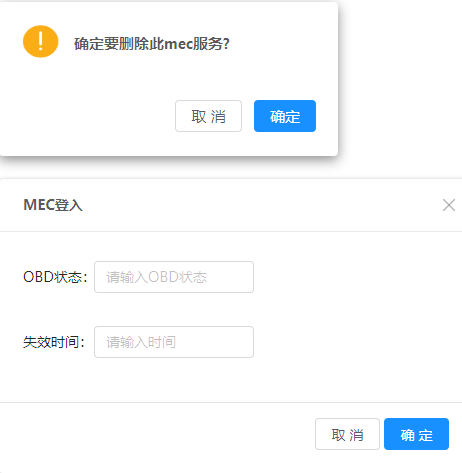 确定要删除此mec服务?
取 消 确定
MEC登入
OBD状态: 请输入OBD状态
失效时间: 请输入时间
取 消 确 定